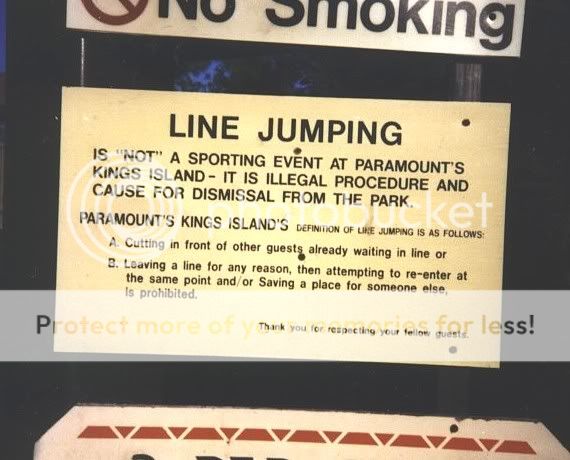 No Smoking
LINE JUMPING
IS "NOT" A SPORTING EVENT AT PARAMOUNT'S
KINGS ISLAND - IT IS ILLEGAL PROCEDURE AND
CAUSE FOR DISMISSAL FROM THE PARK.
PARAMOUNT'S KINGS ISLAND'S DEFINITION OF LINE JUMPING IS AS FOLLOWS:
A. Cutting in front of other guests already waiting in line or
B. Leaving a line for any reason, then attempting to re-enter at
the same point and/or Saving a place for someone else,
is prohibited.
Thank you for respecting your fellow guests.
photobucket
Protect more of your memories for less!